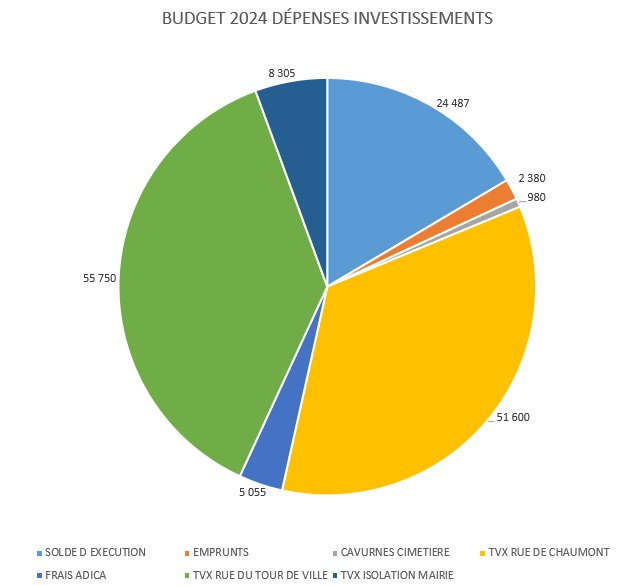 BUDGET 2024 DÉPENSES INVESTISSEMENTS
8 305
24 487
2 380
980
55 750
51 600
5 055
SOLDE D EXECUTION EMPRUNTS CAVURNES CIMETIERE TVX RUE DE CHAUMONT
FRAIS ADICA TVX RUE DU TOUR DE VILLE TVX ISOLATION MAIRIE